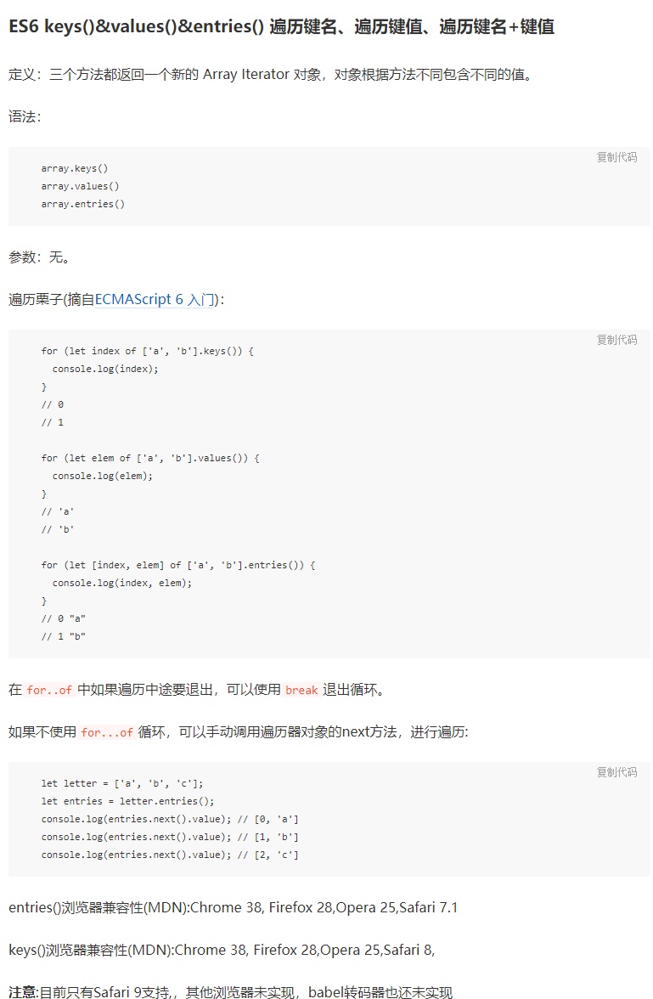 ES6 keys()&values()&entries() 遍历键名、遍历键值、遍历键名+键值
定义：三个方法都返回一个新的 Array Iterator 对象，对象根据方法不同包含不同的值。
语法：
复制代码
array.keys()
array.values()
array.entries()
参数：无。
遍历栗子(摘自ECMAScript 6 入门)：
复制代码
for (let index of ['a', 'b'].keys()) {
  console.log(index);
}
// 0
// 1
for (let elem of ['a', 'b'].values()) {
  console.log(elem);
}
// 'a'
// 'b'
for (let [index, elem] of ['a', 'b'].entries()) {
  console.log(index, elem);
}
// 0 "a"
// 1 "b"
在 for..of 中如果遍历中途要退出，可以使用 break 退出循环。
如果不使用 for...of 循环，可以手动调用遍历器对象的next方法，进行遍历:
复制代码
let letter = ['a', 'b', 'c'];
let entries = letter.entries();
console.log(entries.next().value); // [0, 'a']
console.log(entries.next().value); // [1, 'b']
console.log(entries.next().value); // [2, 'c']
entries()浏览器兼容性(MDN):Chrome 38, Firefox 28,Opera 25,Safari 7.1
keys()浏览器兼容性(MDN):Chrome 38, Firefox 28,Opera 25,Safari 8,
注意:目前只有Safari 9支持,，其他浏览器未实现，babel转码器也还未实现